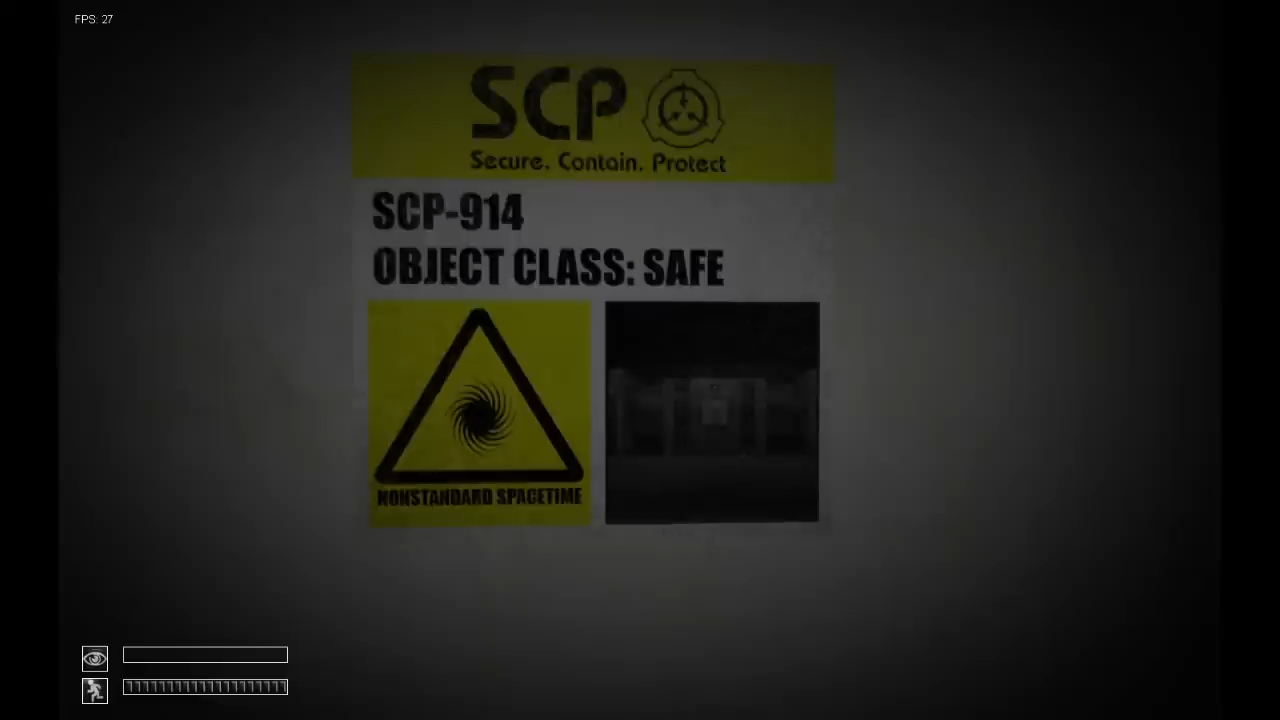 FPS: 27
SCP
Secure. Contain. Protect
SCP-914
OBJECT CLASS: SAFE
NONSTANDARD SPACETIME